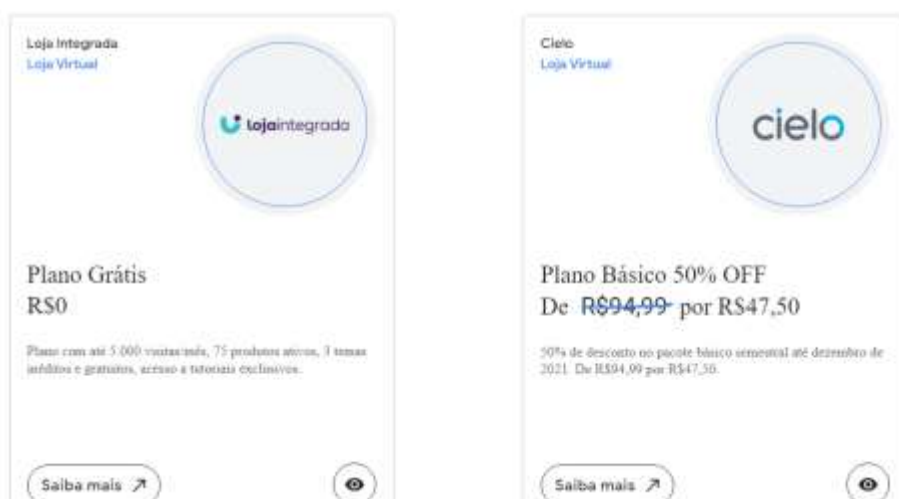 Loja Integrada
Loja Virtual
lojaintegrada
Plano Grátis
R$0
Plano com até 5.000 visitas/mês, 75 produtos ativos, 3 temas
inéditos e gratuitos, acesso a tutoriais exclusivos.
Saiba mais
Cielo
Loja Virtual
cielo
Plano Básico 50% OFF
De R$94,99 por R$47,50
50% de desconto no pacote básico semestral até dezembro de
2021. De R$94,99 por R$47,50.
Saiba mais